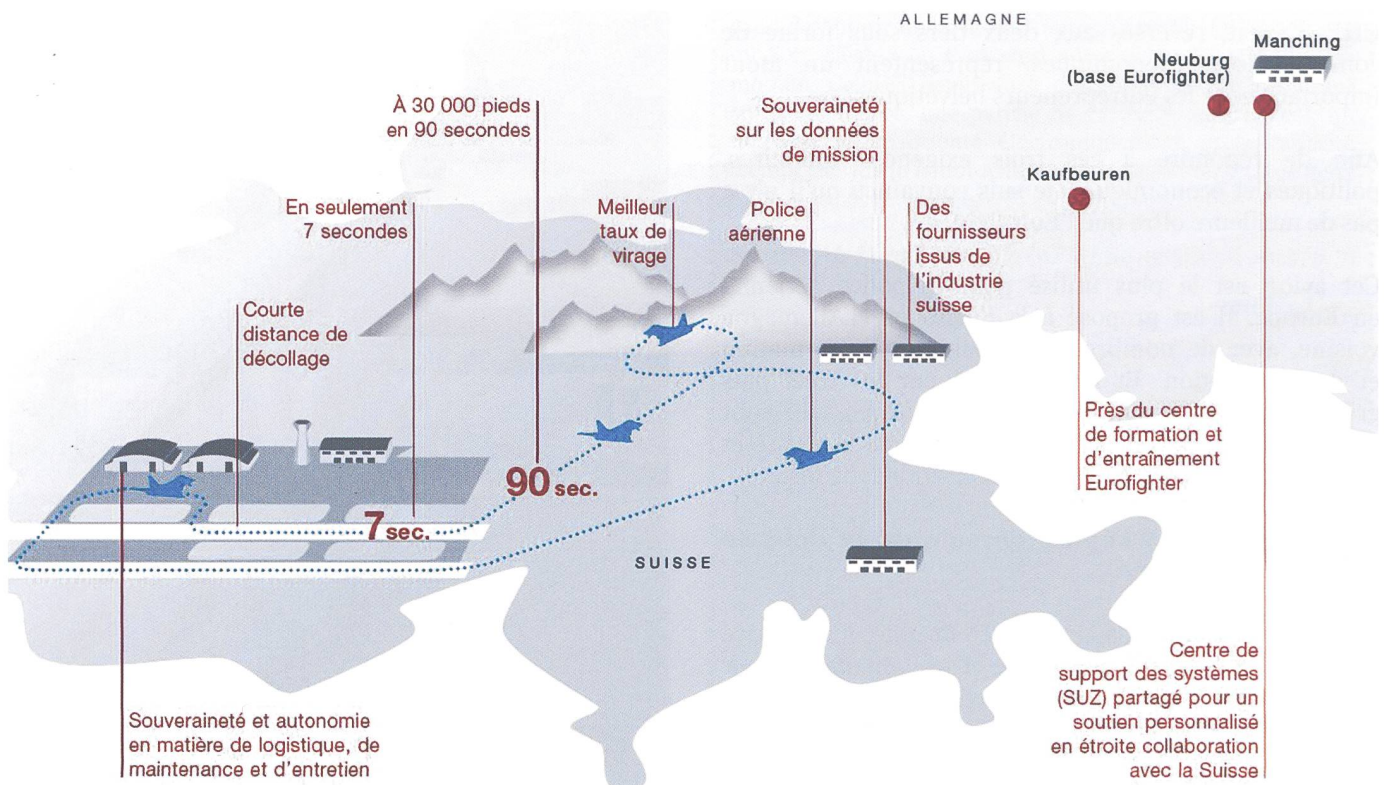 ALLEMAGNE
Manching
Neuburg
(base Eurofighter)
À 30 000 pieds
en 90 secondes
Souveraineté
sur les données
de mission
Kaufbeuren
En seulement
7 secondes
Meilleur
taux de
virage
Police
aérienne
Des
fournisseurs
issus de
l'industrie
suisse
Courte
distance de
décollage
Près du centre
de formation et
d'entraînement
Eurofighter
90 sec.
7 sec.
SUISSE
Souveraineté et autonomie
en matière de logistique, de
maintenance et d'entretien
Centre de
support des systèmes
(SUZ) partagé pour un
soutien personnalisé
en étroite collaboration
avec la Suisse